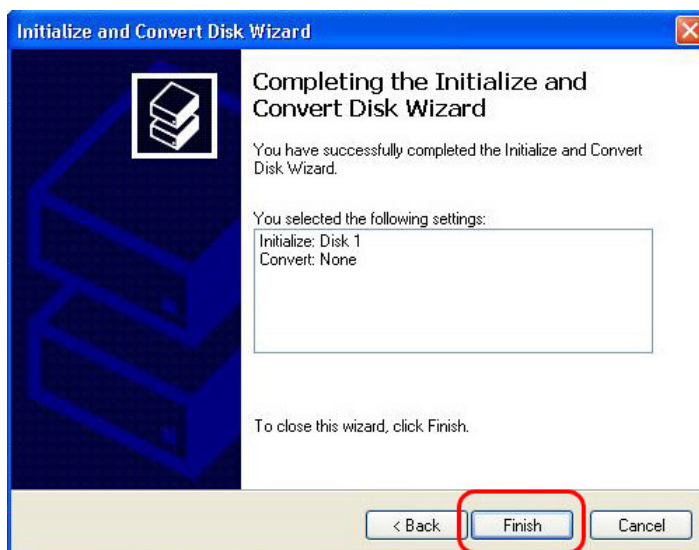 Initialize and Convert Disk Wizard
Completing the Initialize and
Convert Disk Wizard
You have successfully completed the Initialize and Convert
Disk Wizard.
You selected the following settings:
Initialize: Disk 1
Convert: None
To close this wizard, click Finish.
< Back
Finish
Cancel